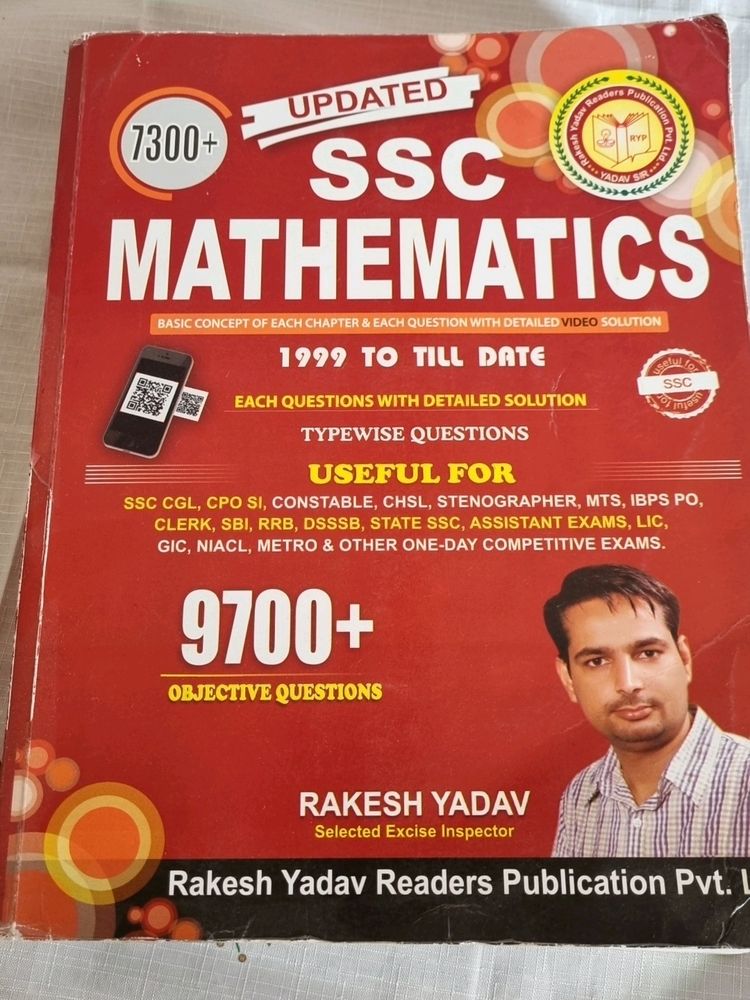 UPDATED
7300+
Rakesh Yadav Readers Publication Pvt. Ltd.
RYP
YADAV SIR
SSC
MATHEMATICS
BASIC CONCEPT OF EACH CHAPTER & EACH QUESTION WITH DETAILED VIDEO SOLUTION
1999 TO TILL DATE
useful for
SSC
useful for
EACH QUESTIONS WITH DETAILED SOLUTION
TYPEWISE QUESTIONS
USEFUL FOR
SSC CGL, CPO SI, CONSTABLE, CHSL, STENOGRAPHER, MTS, IBPS PO,
CLERK, SBI, RRB, DSSSB, STATE SSC, ASSISTANT EXAMS, LIC,
GIC, NIACL, METRO & OTHER ONE-DAY COMPETITIVE EXAMS.
9700+
OBJECTIVE QUESTIONS
RAKESH YADAV
Selected Excise Inspector
Rakesh Yadav Readers Publication Pvt. L